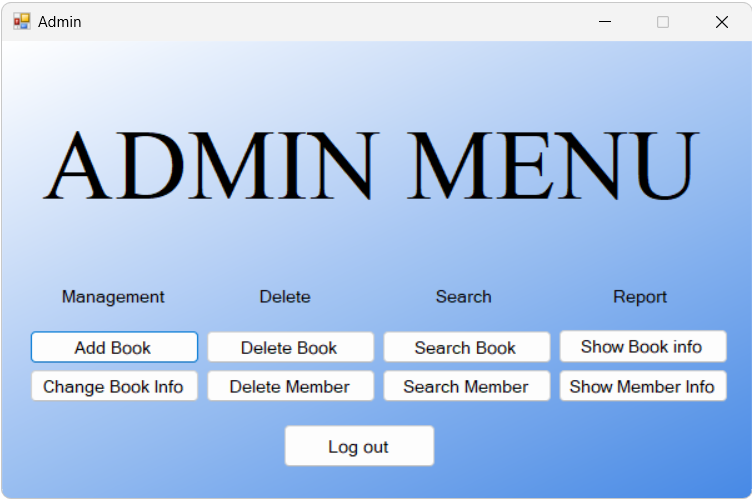 Admin
ADMIN MENU
Management Delete Search Report
Add Book Delete Book Search Book Show Book info
Change Book Info Delete Member Search Member Show Member Info
Log out